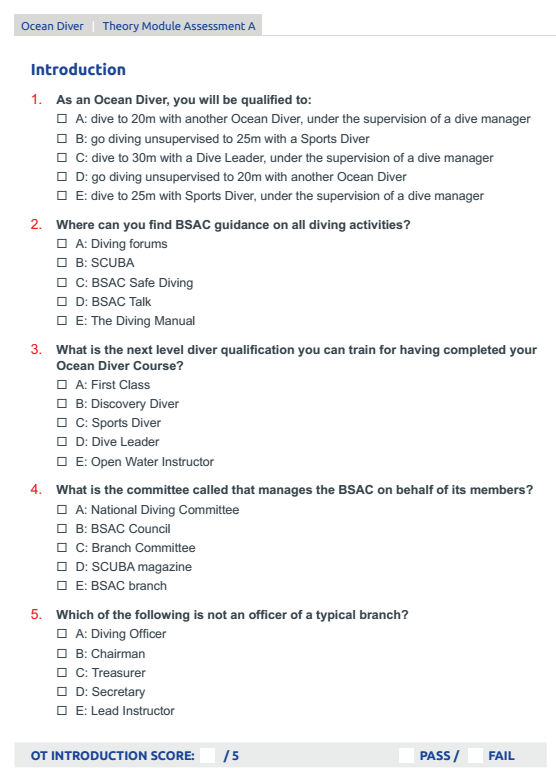 Ocean Diver | Theory Module Assessment A
Introduction
1. As an Ocean Diver, you will be qualified to:
☐ A: dive to 20m with another Ocean Diver, under the supervision of a dive manager
☐ B: go diving unsupervised to 25m with a Sports Diver
☐ C: dive to 30m with a Dive Leader, under the supervision of a dive manager
☐ D: go diving unsupervised to 20m with another Ocean Diver
☐ E: dive to 25m with Sports Diver, under the supervision of a dive manager
2. Where can you find BSAC guidance on all diving activities?
☐ A: Diving forums
☐ B: SCUBA
☐ C: BSAC Safe Diving
☐ D: BSAC Talk
☐ E: The Diving Manual
3. What is the next level diver qualification you can train for having completed your
Ocean Diver Course?
☐ A: First Class
☐ B: Discovery Diver
☐ C: Sports Diver
☐ D: Dive Leader
☐ E: Open Water Instructor
4. What is the committee called that manages the BSAC on behalf of its members?
☐ A: National Diving Committee
☐ B: BSAC Council
☐ C: Branch Committee
☐ D: SCUBA magazine
☐ E: BSAC branch
5. Which of the following is not an officer of a typical branch?
☐ A: Diving Officer
☐ B: Chairman
☐ C: Treasurer
☐ D: Secretary
☐ E: Lead Instructor
OT INTRODUCTION SCORE: ☐ / 5 ☐ PASS / ☐ FAIL